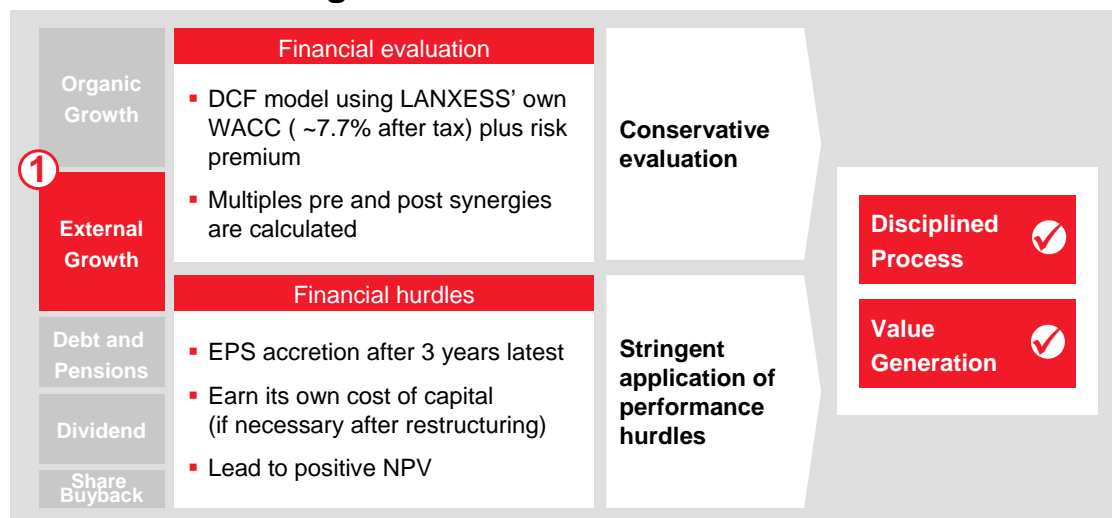 Organic
Growth
1
External
Growth
Debt and
Pensions
Dividend
Share
Buyback
Financial evaluation
▪ DCF model using LANXESS’ own
WACC ( ~7.7% after tax) plus risk
premium
▪ Multiples pre and post synergies
are calculated
Conservative
evaluation
Financial hurdles
▪ EPS accretion after 3 years latest
▪ Earn its own cost of capital
(if necessary after restructuring)
▪ Lead to positive NPV
Stringent
application of
performance
hurdles
Disciplined
Process
Value
Generation